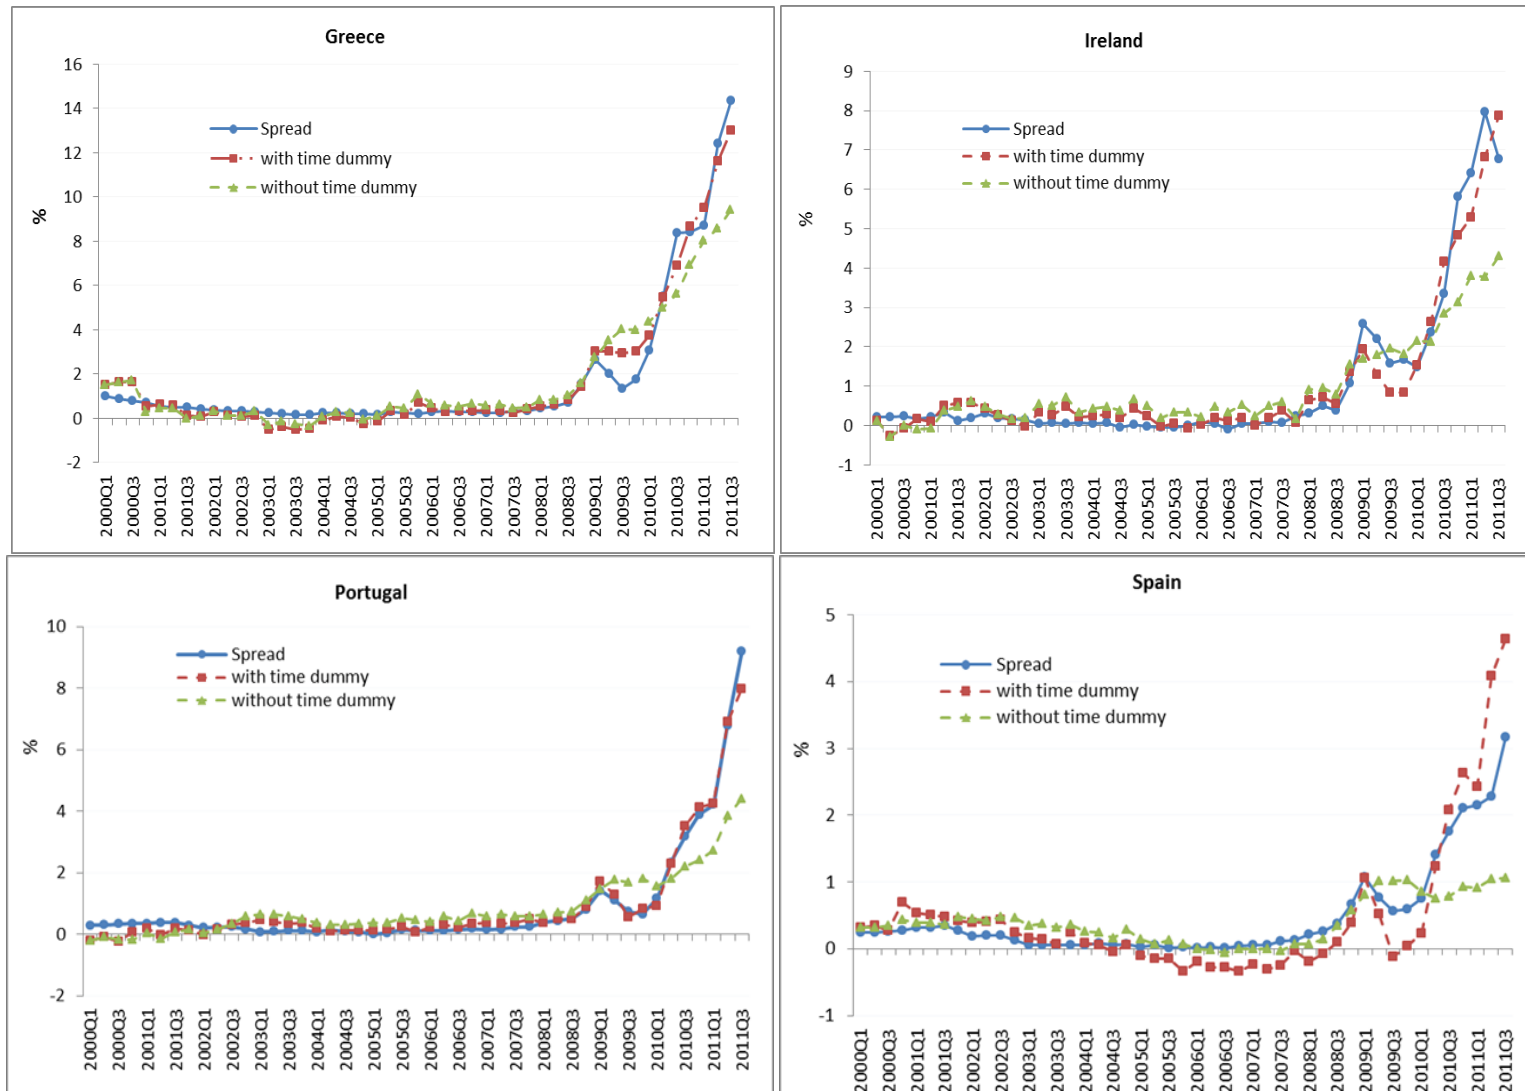 Greece
16
14
12
10
8
6
4
2
0
-2
%
Spread
with time dummy
without time dummy
2000Q1
2000Q3
2001Q1
2001Q3
2002Q1
2002Q3
2003Q1
2003Q3
2004Q1
2004Q3
2005Q1
2005Q3
2006Q1
2006Q3
2007Q1
2007Q3
2008Q1
2008Q3
2009Q1
2009Q3
2010Q1
2010Q3
2011Q1
2011Q3
Ireland
9
8
7
6
5
4
3
2
1
0
-1
%
Spread
with time dummy
without time dummy
2000Q1
2000Q3
2001Q1
2001Q3
2002Q1
2002Q3
2003Q1
2003Q3
2004Q1
2004Q3
2005Q1
2005Q3
2006Q1
2006Q3
2007Q1
2007Q3
2008Q1
2008Q3
2009Q1
2009Q3
2010Q1
2010Q3
2011Q1
2011Q3
Portugal
10
8
6
4
2
0
-2
%
Spread
with time dummy
without time dummy
2000Q1
2000Q3
2001Q1
2001Q3
2002Q1
2002Q3
2003Q1
2003Q3
2004Q1
2004Q3
2005Q1
2005Q3
2006Q1
2006Q3
2007Q1
2007Q3
2008Q1
2008Q3
2009Q1
2009Q3
2010Q1
2010Q3
2011Q1
2011Q3
Spain
5
4
3
2
1
0
-1
%
Spread
with time dummy
without time dummy
2000Q1
2000Q3
2001Q1
2001Q3
2002Q1
2002Q3
2003Q1
2003Q3
2004Q1
2004Q3
2005Q1
2005Q3
2006Q1
2006Q3
2007Q1
2007Q3
2008Q1
2008Q3
2009Q1
2009Q3
2010Q1
2010Q3
2011Q1
2011Q3